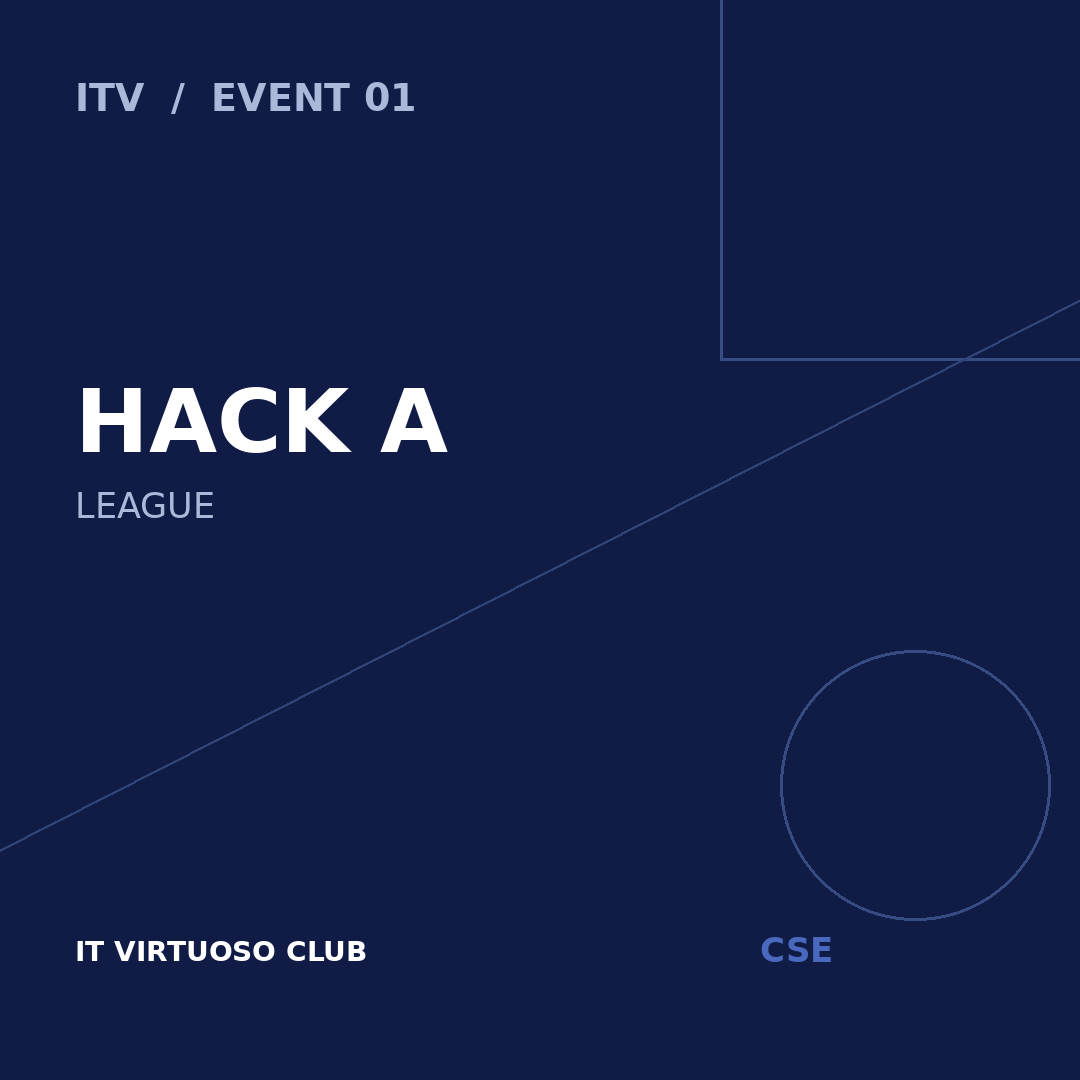 ITV / EVENT 01
HACK A
LEAGUE
IT VIRTUOSO CLUB
CSE